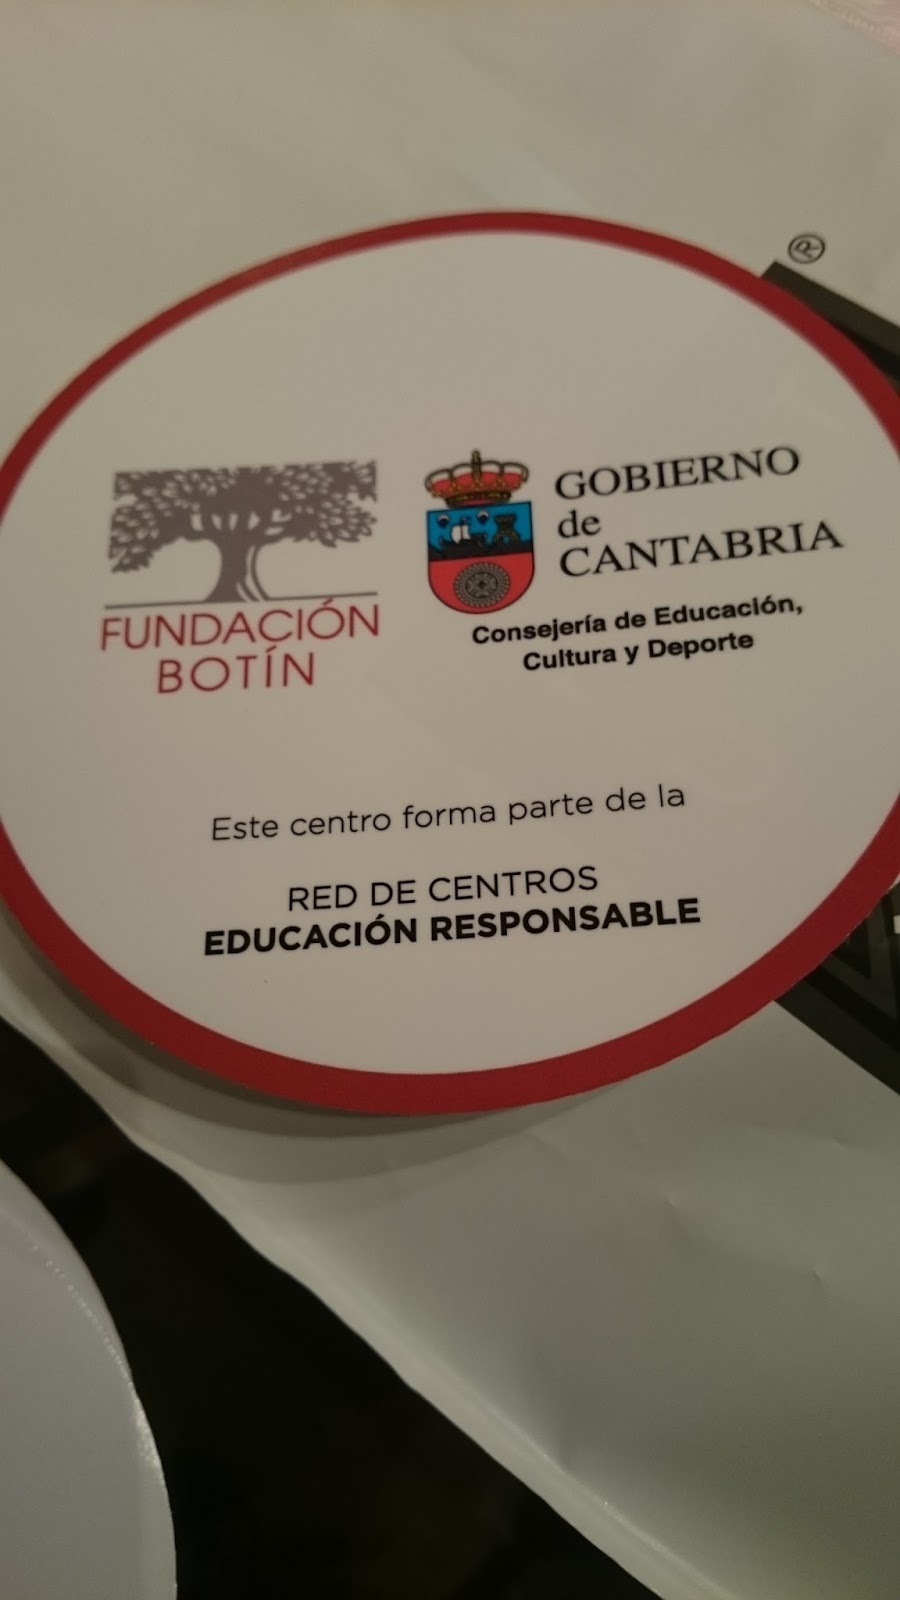 ®
FUNDACIÓN
BOTÍN
GOBIERNO
de
CANTABRIA
Consejería de Educación,
Cultura y Deporte
Este centro forma parte de la
RED DE CENTROS
EDUCACIÓN RESPONSABLE